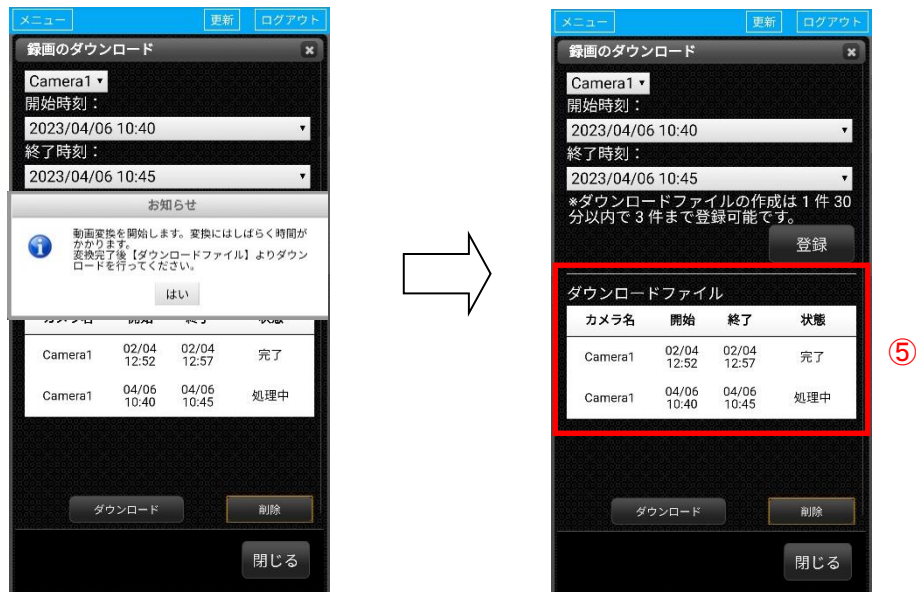 メニュー 更新 ログアウト
録画のダウンロード
Camera1
開始時刻：
2023/04/06 10:40
終了時刻：
2023/04/06 10:45
お知らせ
動画変換を開始します。変換にはしばらく時間が
かかります。
変換完了後【ダウンロードファイル】よりダウン
ロードを行ってください。
はい
カメラ名 開始 終了 状態
Camera1 02/04 12:52 02/04 12:57 完了
Camera1 04/06 10:40 04/06 10:45 処理中
ダウンロード 削除
閉じる
メニュー 更新 ログアウト
録画のダウンロード
Camera1
開始時刻：
2023/04/06 10:40
終了時刻：
2023/04/06 10:45
*ダウンロードファイルの作成は 1 件 30
分以内で 3 件まで登録可能です。
登録
ダウンロードファイル
カメラ名 開始 終了 状態
Camera1 02/04 12:52 02/04 12:57 完了
Camera1 04/06 10:40 04/06 10:45 処理中
⑤
ダウンロード 削除
閉じる